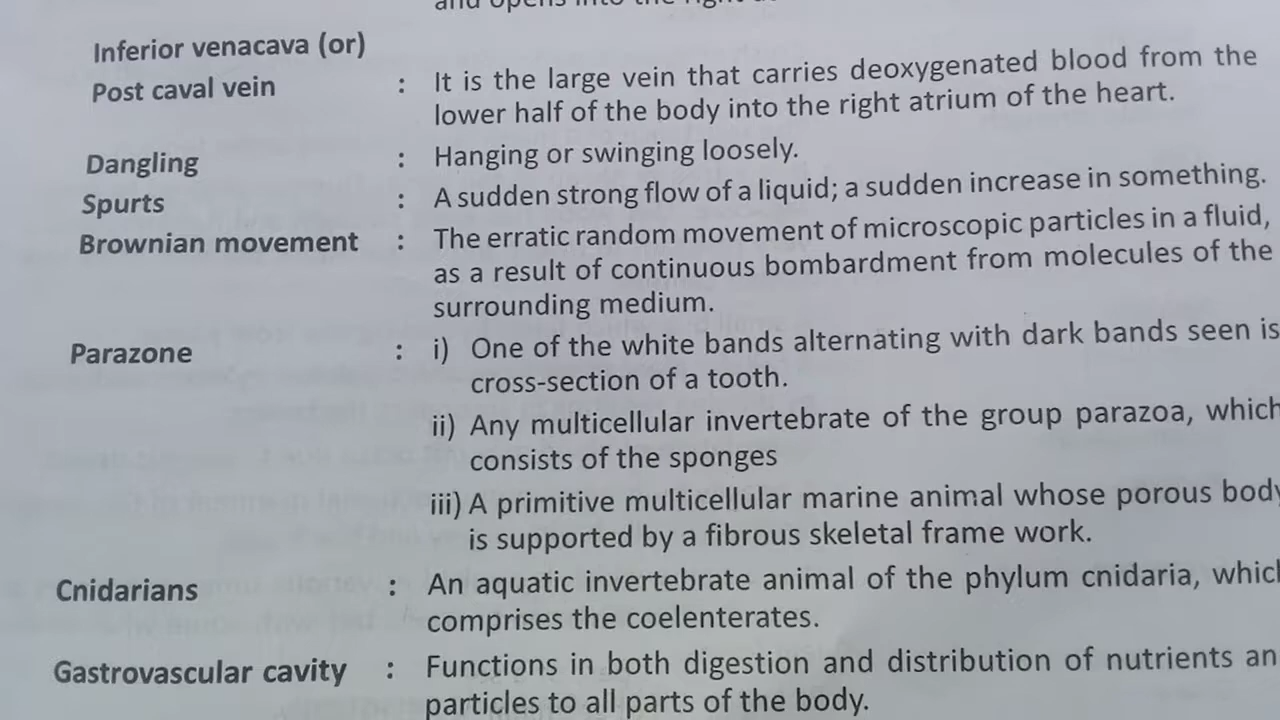 and opens into the right
Inferior venacava (or)
Post caval vein : It is the large vein that carries deoxygenated blood from the
lower half of the body into the right atrium of the heart.
Dangling : Hanging or swinging loosely.
Spurts : A sudden strong flow of a liquid; a sudden increase in something.
Brownian movement : The erratic random movement of microscopic particles in a fluid,
as a result of continuous bombardment from molecules of the
surrounding medium.
Parazone : i) One of the white bands alternating with dark bands seen is
cross-section of a tooth.
ii) Any multicellular invertebrate of the group parazoa, which
consists of the sponges
iii) A primitive multicellular marine animal whose porous body
is supported by a fibrous skeletal frame work.
Cnidarians : An aquatic invertebrate animal of the phylum cnidaria, which
comprises the coelenterates.
Gastrovascular cavity : Functions in both digestion and distribution of nutrients an
particles to all parts of the body.